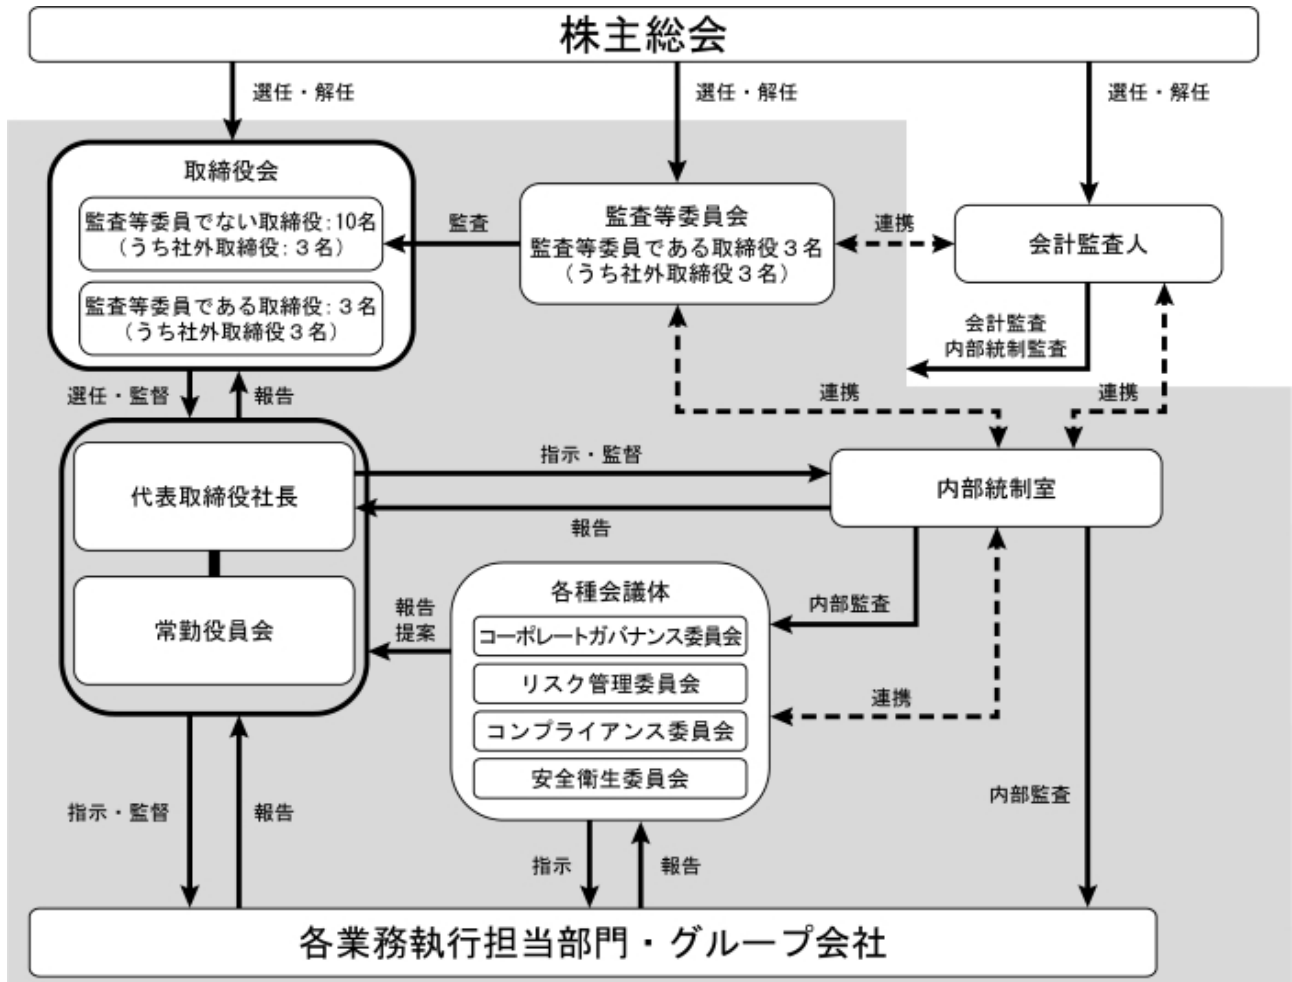 株主総会
選任・解任
選任・解任
選任・解任
取締役会
監査等委員でない取締役：10名
（うち社外取締役：３名）
監査等委員である取締役：３名
（うち社外取締役３名）
監査
監査等委員会
監査等委員である取締役３名
（うち社外取締役３名）
連携
会計監査人
会計監査
内部統制監査
選任・監督
報告
連携
連携
代表取締役社長
常勤役員会
指示・監督
報告
内部統制室
報告
提案
各種会議体
コーポレートガバナンス委員会
リスク管理委員会
コンプライアンス委員会
安全衛生委員会
内部監査
連携
内部監査
指示・監督
報告
指示
報告
各業務執行担当部門・グループ会社